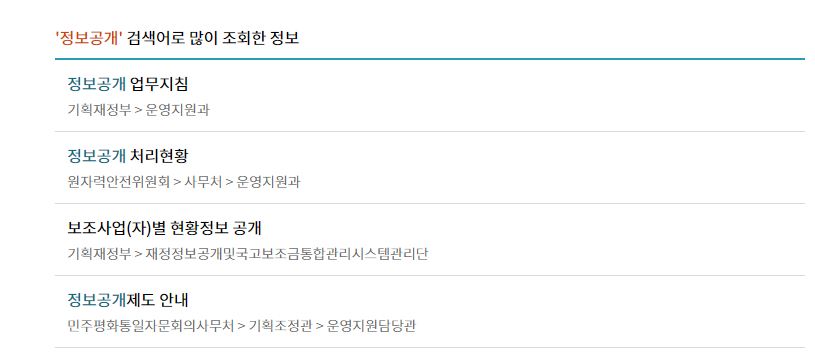 '정보공개' 검색어로 많이 조회한 정보
정보공개 업무지침
기획재정부 > 운영지원과
정보공개 처리현황
원자력안전위원회 > 사무처 > 운영지원과
보조사업(자)별 현황정보 공개
기획재정부 > 재정정보공개및국고보조금통합관리시스템관리단
정보공개제도 안내
민주평화통일자문회의사무처 > 기획조정관 > 운영지원담당관